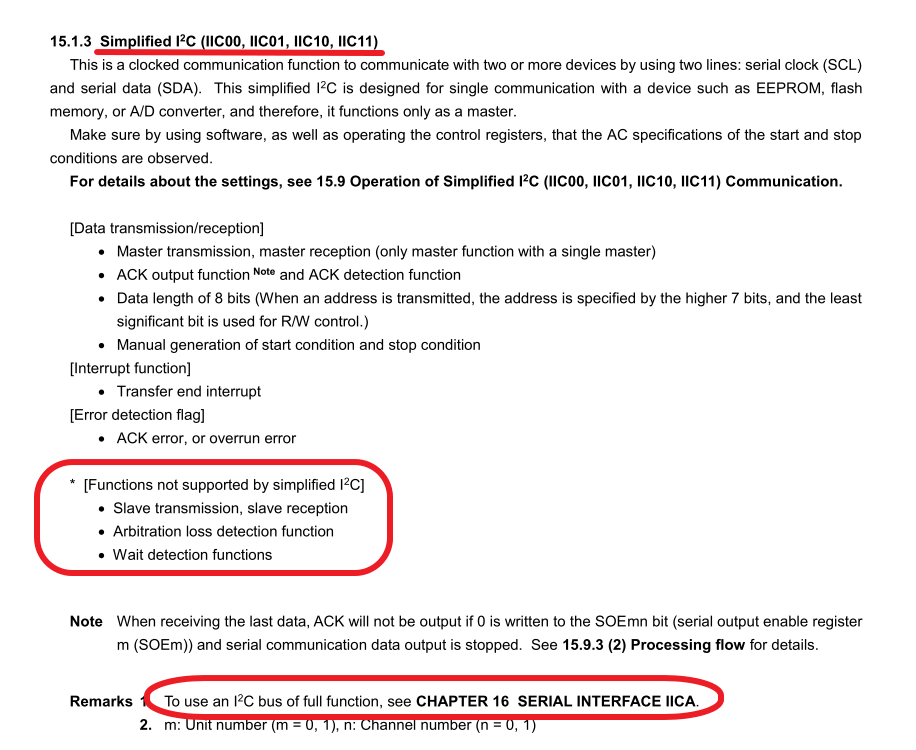 15.1.3 Simplified I²C (IIC00, IIC01, IIC10, IIC11)
This is a clocked communication function to communicate with two or more devices by using two lines: serial clock (SCL)
and serial data (SDA). This simplified I²C is designed for single communication with a device such as EEPROM, flash
memory, or A/D converter, and therefore, it functions only as a master.
Make sure by using software, as well as operating the control registers, that the AC specifications of the start and stop
conditions are observed.
For details about the settings, see 15.9 Operation of Simplified I²C (IIC00, IIC01, IIC10, IIC11) Communication.
[Data transmission/reception]
• Master transmission, master reception (only master function with a single master)
• ACK output function Note and ACK detection function
• Data length of 8 bits (When an address is transmitted, the address is specified by the higher 7 bits, and the least
significant bit is used for R/W control.)
• Manual generation of start condition and stop condition
[Interrupt function]
• Transfer end interrupt
[Error detection flag]
• ACK error, or overrun error
* [Functions not supported by simplified I²C]
• Slave transmission, slave reception
• Arbitration loss detection function
• Wait detection functions
Note When receiving the last data, ACK will not be output if 0 is written to the SOEmn bit (serial output enable register
m (SOEm)) and serial communication data output is stopped. See 15.9.3 (2) Processing flow for details.
Remarks 1. To use an I²C bus of full function, see CHAPTER 16 SERIAL INTERFACE IICA.
2. m: Unit number (m = 0, 1), n: Channel number (n = 0, 1)